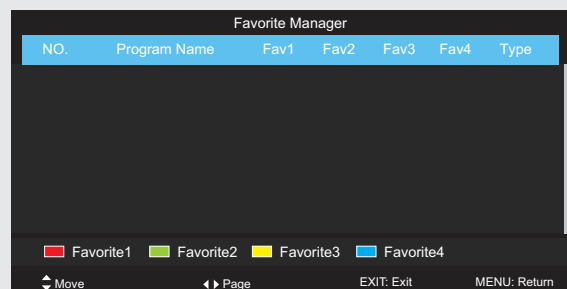 Favorite Manager
NO. Program Name Fav1 Fav2 Fav3 Fav4 Type
Favorite1 Favorite2 Favorite3 Favorite4
Move Page EXIT: Exit MENU: Return